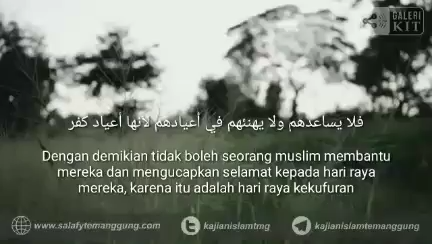 GALERI
KIT
فلا يساعدهم ولا يهنئهم في أعيادهم لأنها أعياد كفر
Dengan demikian tidak boleh seorang muslim membantu
mereka dan mengucapkan selamat kepada hari raya
mereka, karena itu adalah hari raya kekufuran
www.salafytemanggung.com
kajianislamtmg
kajianislamtemanggung